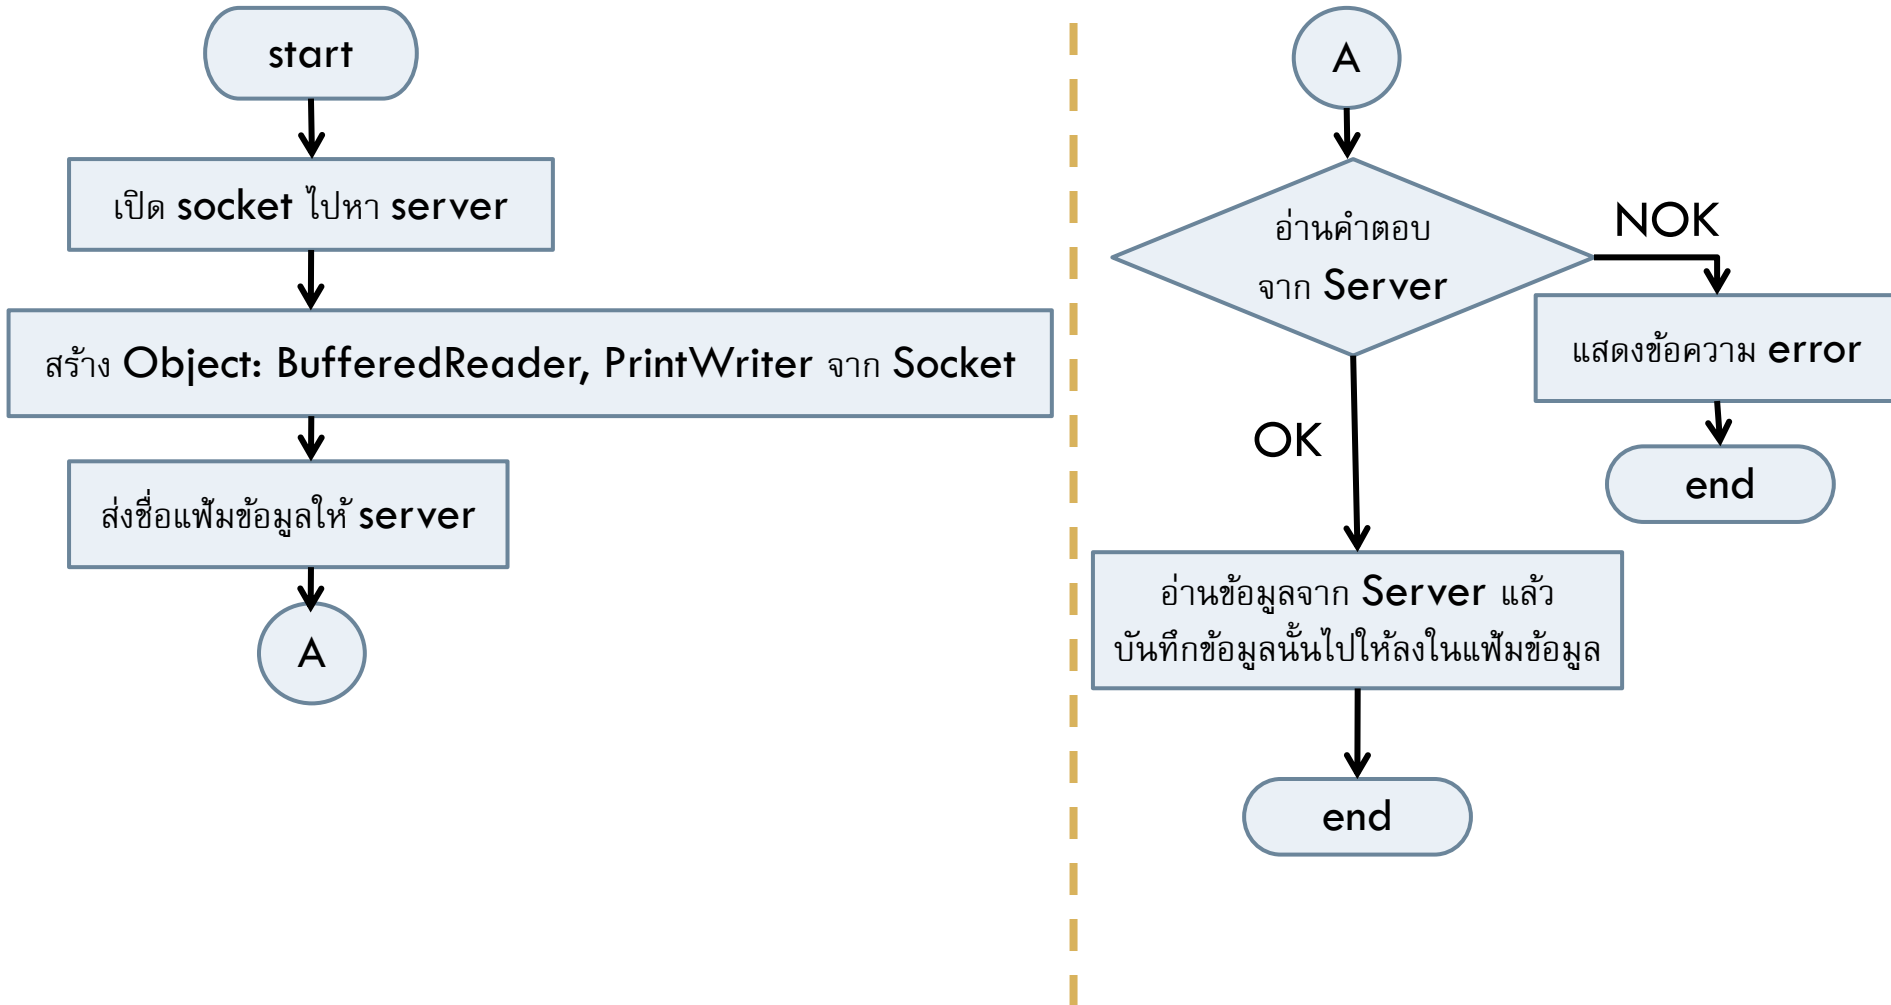 start
เปิด socket ไปหา server
สร้าง Object: BufferedReader, PrintWriter จาก Socket
ส่งชื่อแฟ้มข้อมูลให้ server
A
A
อ่านคำตอบ
จาก Server
NOK
แสดงข้อความ error
end
OK
อ่านข้อมูลจาก Server แล้ว
บันทึกข้อมูลนั้นไปให้ลงในแฟ้มข้อมูล
end